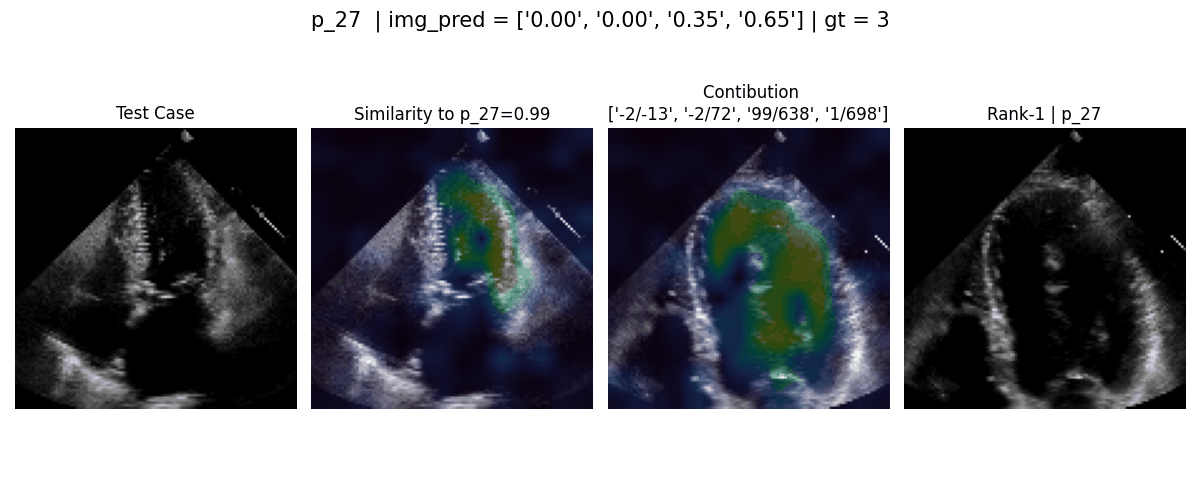 p_27  | img_pred = ['0.00', '0.00', '0.35', '0.65'] | gt = 3
Test Case
Similarity to p_27=0.99
Contibution
['-2/-13', '-2/72', '99/638', '1/698']
Rank-1 | p_27